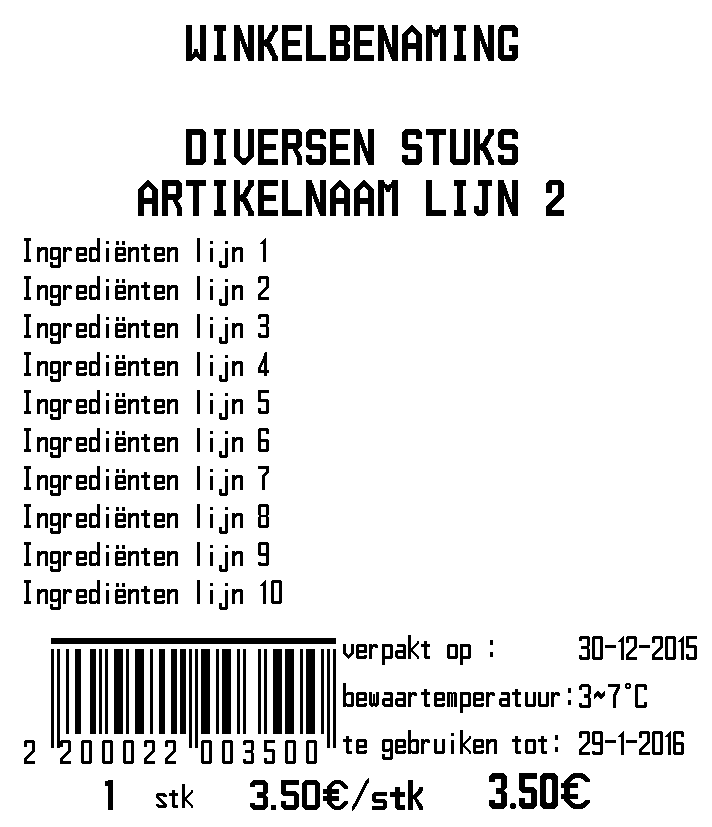 WINKELBENAMING
DIVERSEN STUKS
ARTIKELNAAM LIJN 2
Ingrediënten lijn 1
Ingrediënten lijn 2
Ingrediënten lijn 3
Ingrediënten lijn 4
Ingrediënten lijn 5
Ingrediënten lijn 6
Ingrediënten lijn 7
Ingrediënten lijn 8
Ingrediënten lijn 9
Ingrediënten lijn 10
verpakt op : 30-12-2015
bewaartemperatuur:3~7°C
te gebruiken tot: 29-1-2016
2 200022 003500
1 stk 3.50€/stk 3.50€